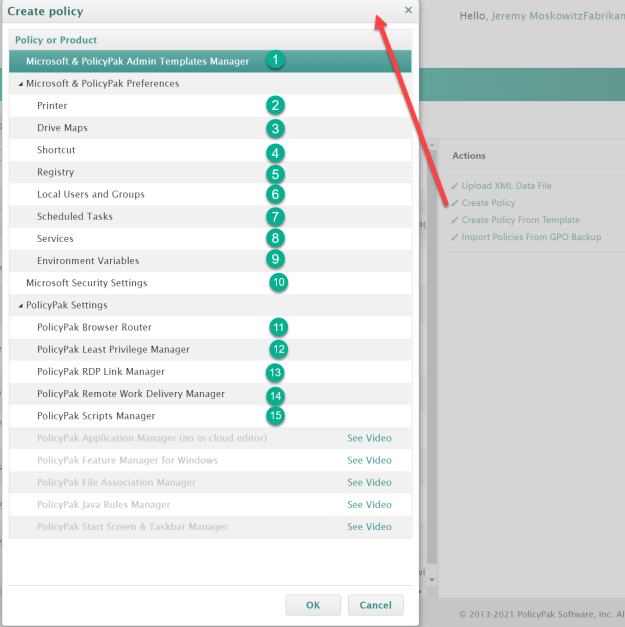 Create policy
×
Policy or Product
Microsoft & PolicyPak Admin Templates Manager 1
Microsoft & PolicyPak Preferences
Printer 2
Drive Maps 3
Shortcut 4
Registry 5
Local Users and Groups 6
Scheduled Tasks 7
Services 8
Environment Variables 9
Microsoft Security Settings 10
PolicyPak Settings
PolicyPak Browser Router 11
PolicyPak Least Privilege Manager 12
PolicyPak RDP Link Manager 13
PolicyPak Remote Work Delivery Manager 14
PolicyPak Scripts Manager 15
PolicyPak Application Manager (no in-cloud editor) See Video
PolicyPak Feature Manager for Windows See Video
PolicyPak File Association Manager See Video
PolicyPak Java Rules Manager See Video
PolicyPak Start Screen & Taskbar Manager See Video
OK Cancel
Hello, Jeremy MoskowitzFabrikam
Actions
Upload XML Data File
Create Policy
Create Policy From Template
Import Policies From GPO Backup
© 2013-2021 PolicyPak Software, Inc. Al